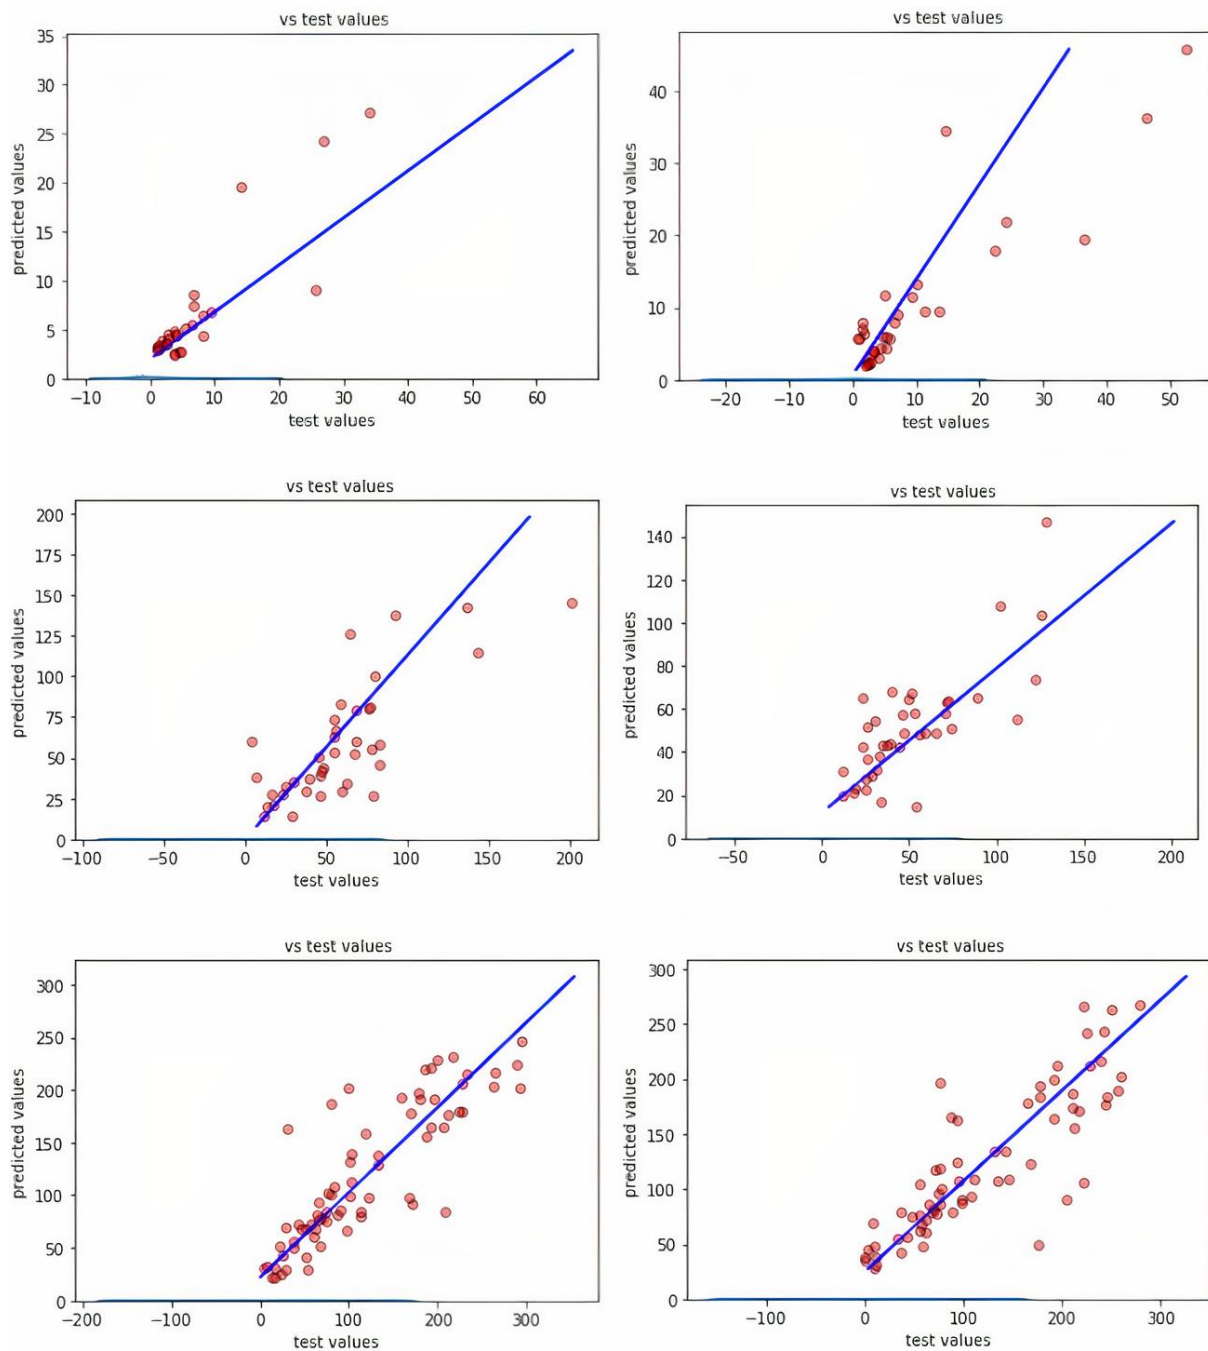 vs test values
vs test values
35
30
25
20
15
10
5
0
predicted values
−10 0 10 20 30 40 50 60
test values
40
30
20
10
0
predicted values
−20 −10 0 10 20 30 40 50
test values
vs test values
vs test values
200
175
150
125
100
75
50
25
0
predicted values
−100 −50 0 50 100 150 200
test values
140
120
100
80
60
40
20
0
predicted values
−50 0 50 100 150 200
test values
vs test values
vs test values
300
250
200
150
100
50
0
predicted values
−200 −100 0 100 200 300
test values
300
250
200
150
100
50
0
predicted values
−100 0 100 200 300
test values